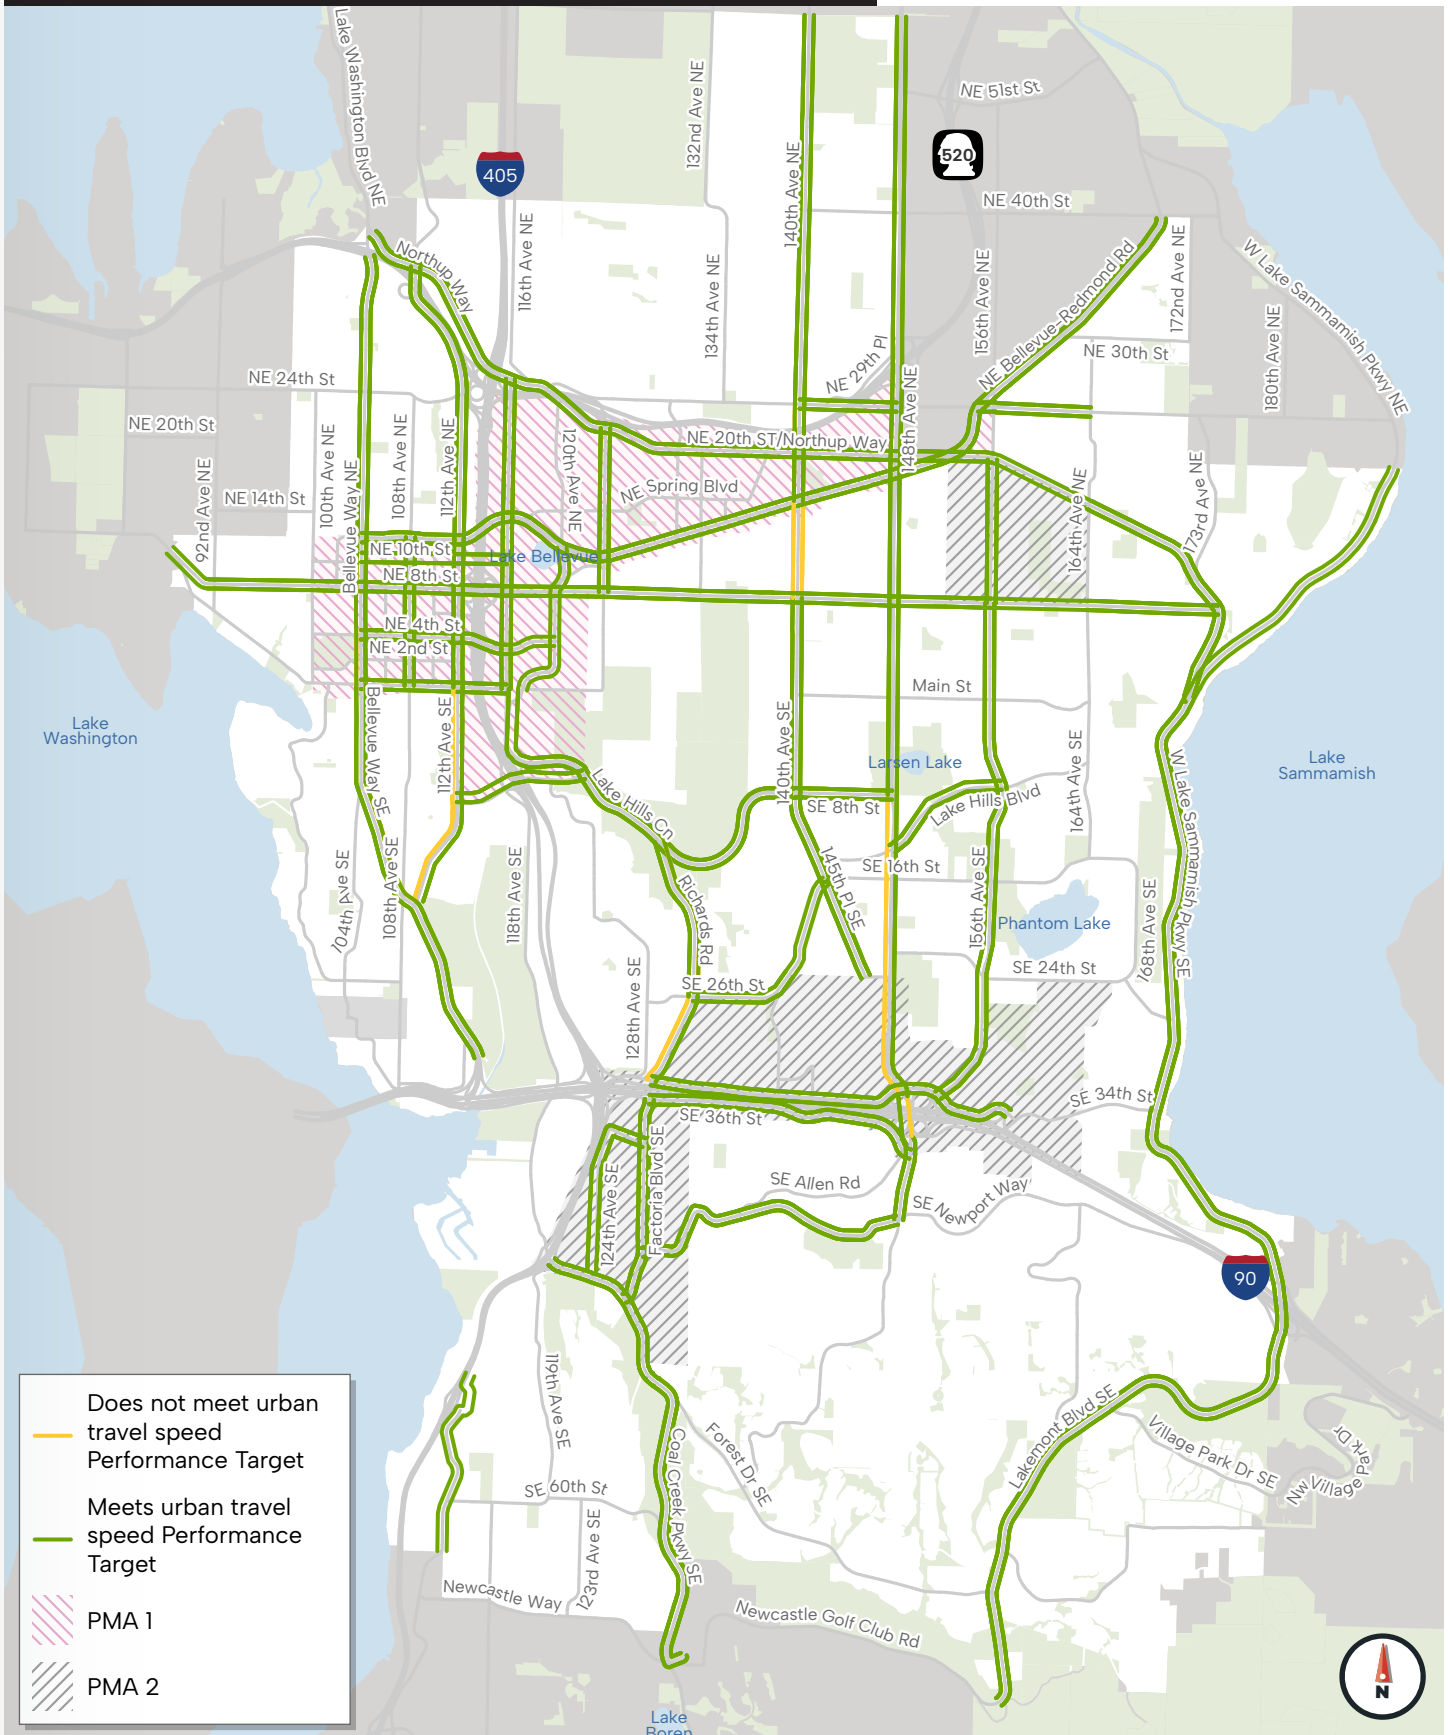 Lake Washington Blvd NE
132nd Ave NE
NE 51st St
520
405
140th Ave NE
NE 40th St
116th Ave NE
Northup Way
134th Ave NE
156th Ave NE
NE Bellevue-Redmond Rd
172nd Ave NE
W Lake Sammamish Pkwy NE
180th Ave NE
NE 29th Pl
NE 30th St
148th Ave NE
NE 24th St
NE 20th St
100th Ave NE
108th Ave NE
112th Ave NE
120th Ave NE
NE 20th ST/Northup Way
92nd Ave NE
NE 14th St
Bellevue Way NE
NE Spring Blvd
164th Ave NE
173rd Ave NE
NE 10th St
Lake Bellevue
NE 8th St
NE 4th St
NE 2nd St
Main St
Lake
Washington
Bellevue Way SE
112th Ave SE
140th Ave SE
Larsen Lake
164th Ave SE
Lake
Sammamish
W Lake Sammamish Pkwy SE
Lake Hills Cn
SE 8th St
Lake Hills Blvd
104th Ave SE
108th Ave SE
118th Ave SE
145th Pl SE
SE 16th St
156th Ave SE
Richards Rd
Phantom Lake
168th Ave SE
128th Ave SE
SE 26th St
SE 24th St
SE 36th St
SE 34th St
124th Ave SE
Factoria Blvd SE
SE Allen Rd
SE Newport Way
90
119th Ave SE
Coal Creek Pkwy SE
Forest Dr SE
Lakemont Blvd SE
Village Park Dr SE
Nw Village Park Dr
SE 60th St
123rd Ave SE
Newcastle Way
Newcastle Golf Club Rd
Lake
Boren
Does not meet urban
travel speed
Performance Target
Meets urban travel
speed Performance
Target
PMA 1
PMA 2
N